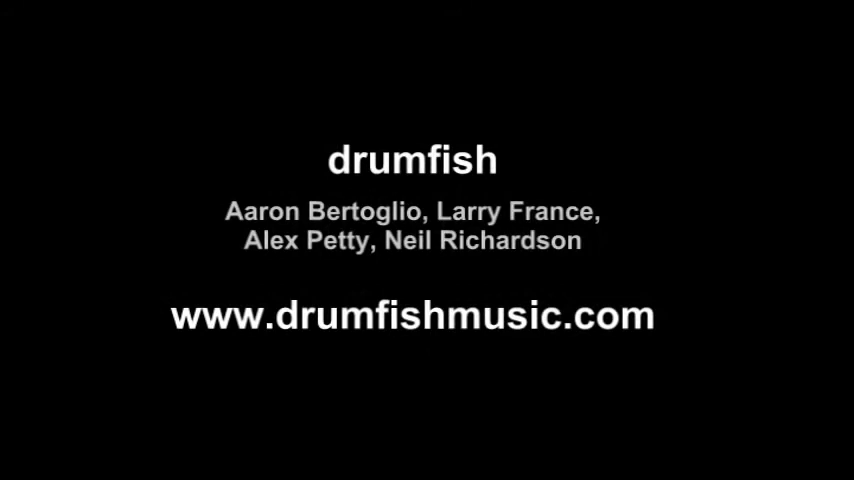 drumfish
Aaron Bertoglio, Larry France,
Alex Petty, Neil Richardson
www.drumfishmusic.com